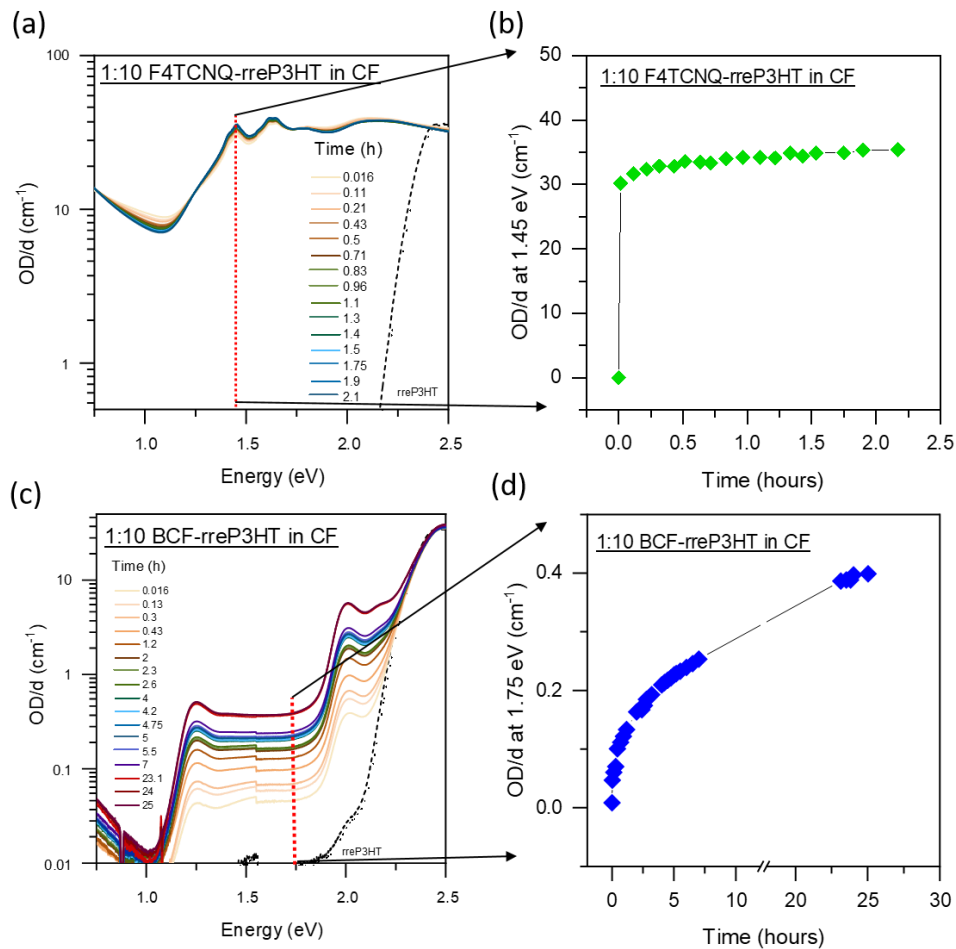 (a)
100
10
1
OD/d (cm⁻¹)
1:10 F4TCNQ-rreP3HT in CF
Time (h)
0.016
0.11
0.21
0.43
0.5
0.71
0.83
0.96
1.1
1.3
1.4
1.5
1.75
1.9
2.1
rreP3HT
1.0 1.5 2.0 2.5
Energy (eV)
(b)
50
40
30
20
10
0
OD/d at 1.45 eV (cm⁻¹)
1:10 F4TCNQ-rreP3HT in CF
0.0 0.5 1.0 1.5 2.0 2.5
Time (hours)
(c)
10
1
0.1
0.01
OD/d (cm⁻¹)
1:10 BCF-rreP3HT in CF
Time (h)
0.016
0.13
0.3
0.43
1.2
2
2.3
2.6
4
4.2
4.75
5
5.5
7
23.1
24
25
rreP3HT
1.0 1.5 2.0 2.5
Energy (eV)
(d)
0.4
0.2
0.0
OD/d at 1.75 eV (cm⁻¹)
1:10 BCF-rreP3HT in CF
0 5 10 20 25 30
Time (hours)